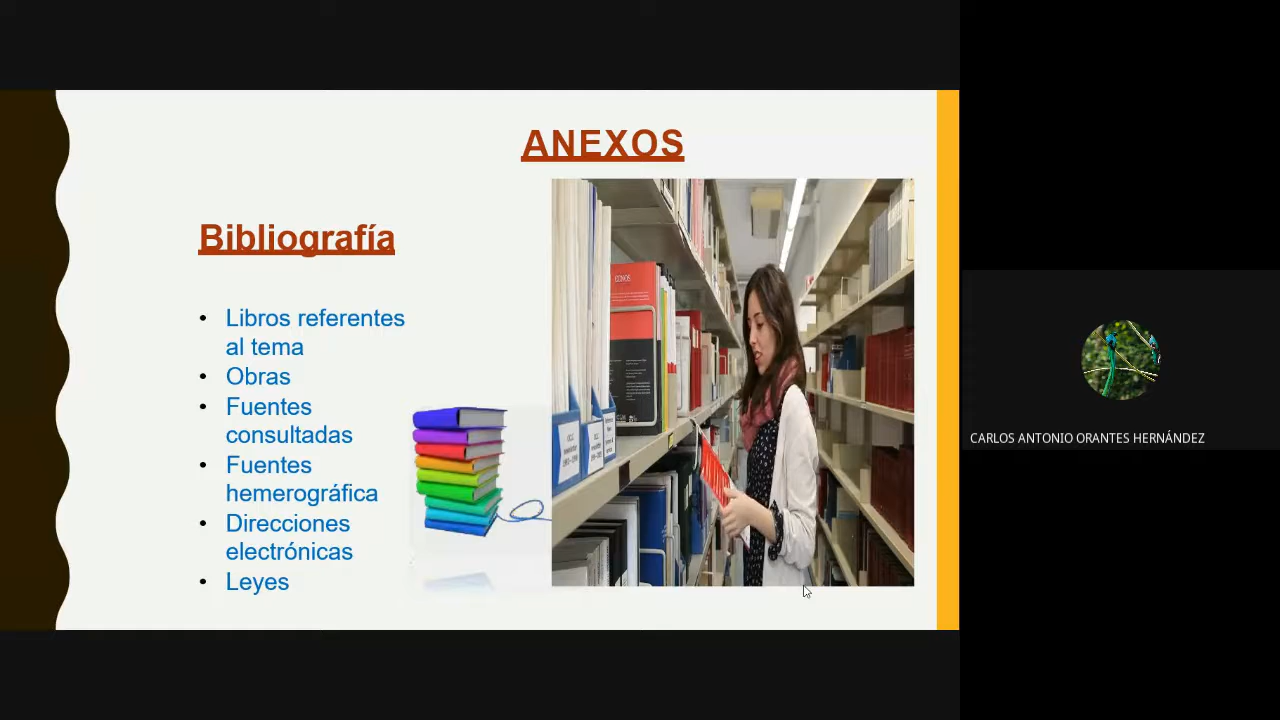 ANEXOS
Bibliografía
• Libros referentes
al tema
• Obras
• Fuentes
consultadas
• Fuentes
hemerográfica
• Direcciones
electrónicas
• Leyes
CARLOS ANTONIO ORANTES HERNÁNDEZ